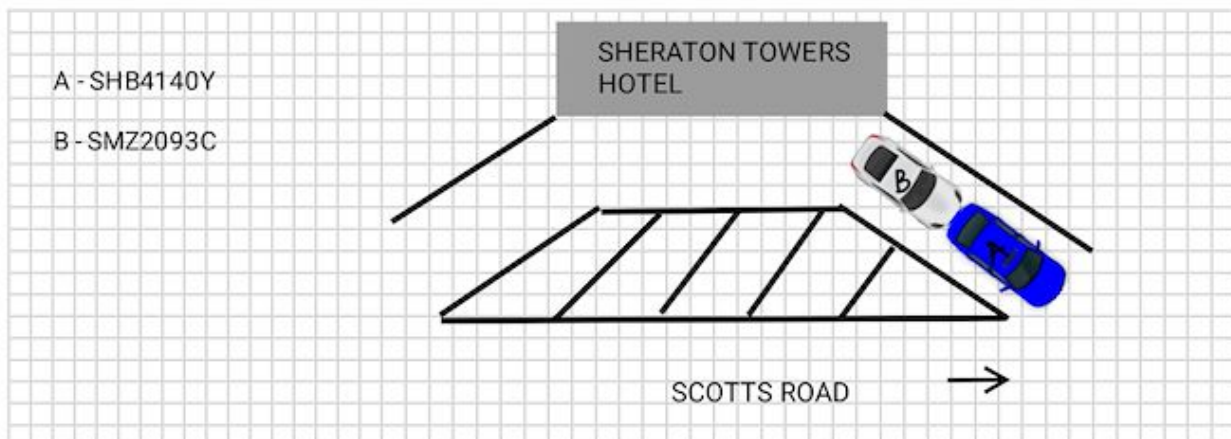 SHERATON TOWERS
HOTEL
A - SHB4140Y
B - SMZ2093C
B
A
SCOTTS ROAD